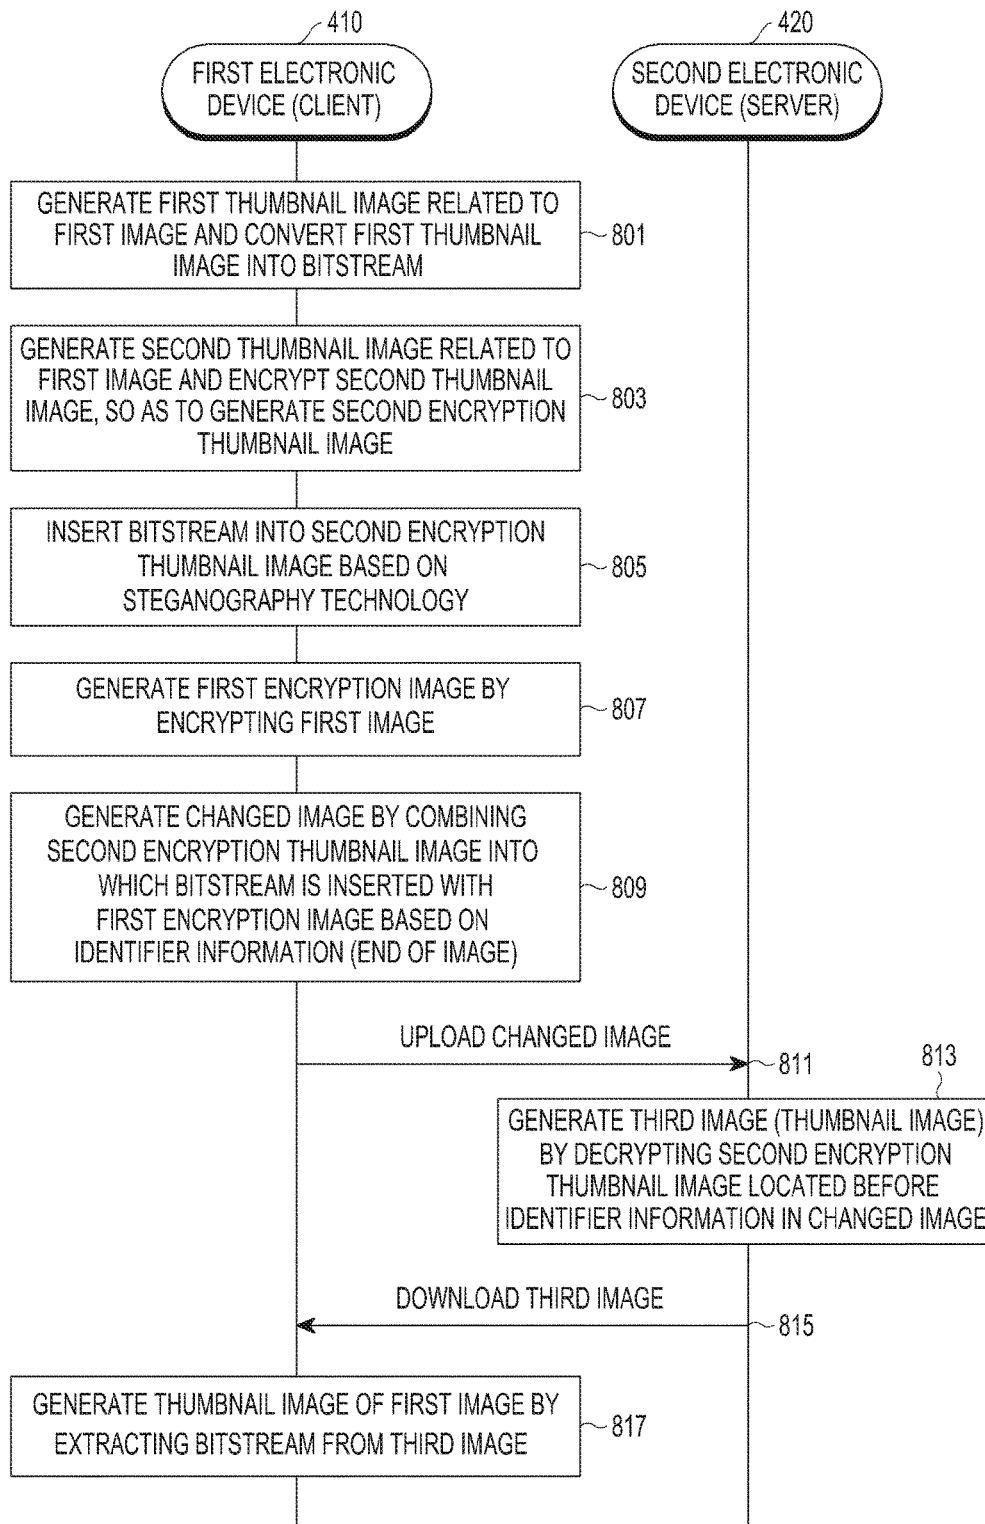 410
FIRST ELECTRONIC
DEVICE (CLIENT)
420
SECOND ELECTRONIC
DEVICE (SERVER)
GENERATE FIRST THUMBNAIL IMAGE RELATED TO
FIRST IMAGE AND CONVERT FIRST THUMBNAIL
IMAGE INTO BITSTREAM
801
GENERATE SECOND THUMBNAIL IMAGE RELATED TO
FIRST IMAGE AND ENCRYPT SECOND THUMBNAIL
IMAGE, SO AS TO GENERATE SECOND ENCRYPTION
THUMBNAIL IMAGE
803
INSERT BITSTREAM INTO SECOND ENCRYPTION
THUMBNAIL IMAGE BASED ON
STEGANOGRAPHY TECHNOLOGY
805
GENERATE FIRST ENCRYPTION IMAGE BY
ENCRYPTING FIRST IMAGE
807
GENERATE CHANGED IMAGE BY COMBINING
SECOND ENCRYPTION THUMBNAIL IMAGE INTO
WHICH BITSTREAM IS INSERTED WITH
FIRST ENCRYPTION IMAGE BASED ON
IDENTIFIER INFORMATION (END OF IMAGE)
809
UPLOAD CHANGED IMAGE
811
813
GENERATE THIRD IMAGE (THUMBNAIL IMAGE)
BY DECRYPTING SECOND ENCRYPTION
THUMBNAIL IMAGE LOCATED BEFORE
IDENTIFIER INFORMATION IN CHANGED IMAGE
DOWNLOAD THIRD IMAGE
815
GENERATE THUMBNAIL IMAGE OF FIRST IMAGE BY
EXTRACTING BITSTREAM FROM THIRD IMAGE
817